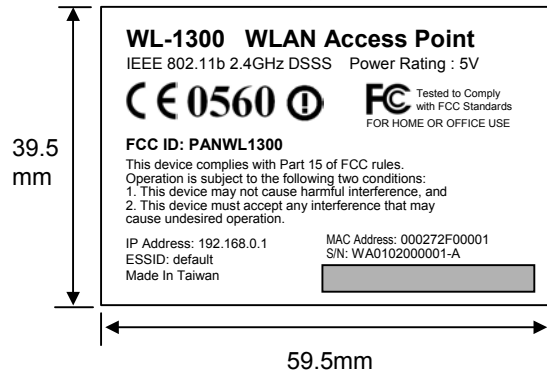 WL-1300 WLAN Access Point
IEEE 802.11b 2.4GHz DSSS Power Rating : 5V
CE 0560 !
FC Tested to Comply
with FCC Standards
FOR HOME OR OFFICE USE
FCC ID: PANWL1300
This device complies with Part 15 of FCC rules.
Operation is subject to the following two conditions:
1. This device may not cause harmful interference, and
2. This device must accept any interference that may
cause undesired operation.
IP Address: 192.168.0.1
ESSID: default
Made In Taiwan
MAC Address: 000272F00001
S/N: WA0102000001-A
39.5
mm
59.5mm